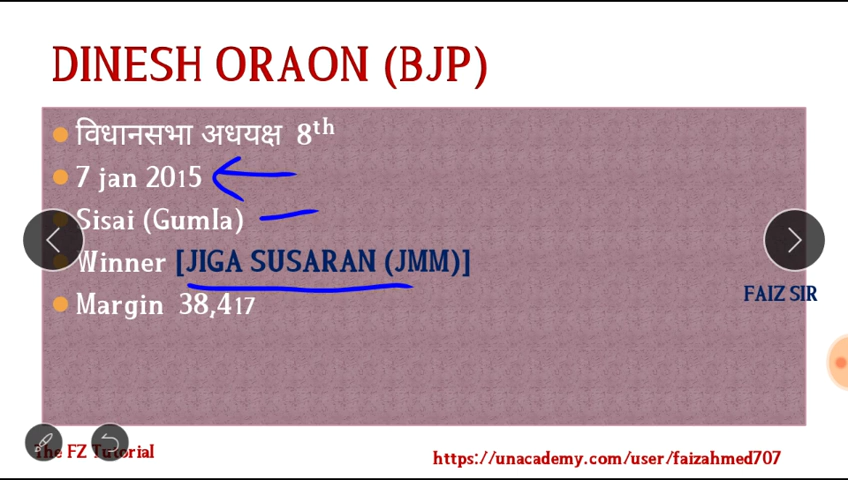 DINESH ORAON (BJP)
विधानसभा अधयक्ष 8th
7 jan 2015
Sisai (Gumla)
Winner [JIGA SUSARAN (JMM)]
FAIZ SIR
Margin 38,417
The FZ Tutorial
https://unacademy.com/user/faizahmed707